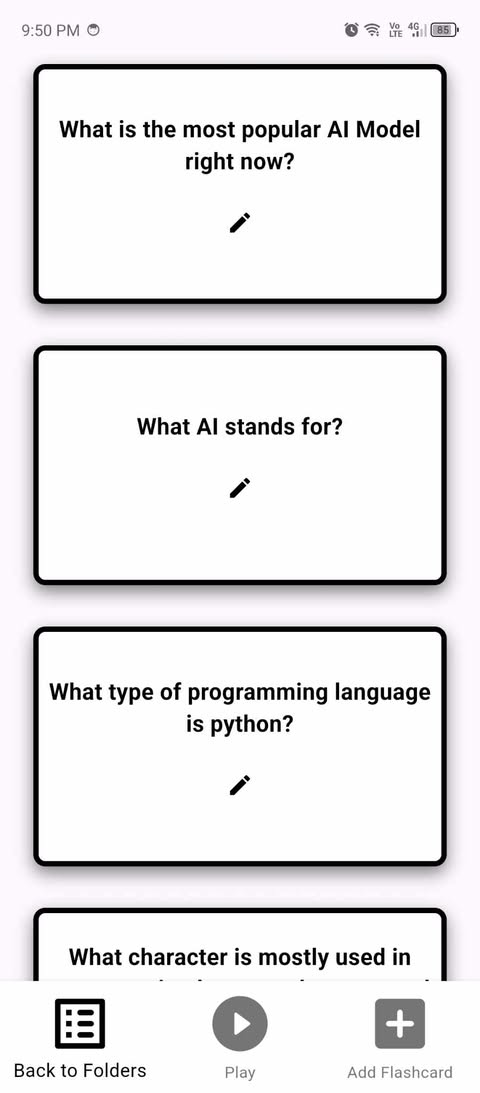 9:50 PM
Vo LTE 4G 85
What is the most popular AI Model
right now?
What AI stands for?
What type of programming language
is python?
What character is mostly used in
Back to Folders
Play
Add Flashcard